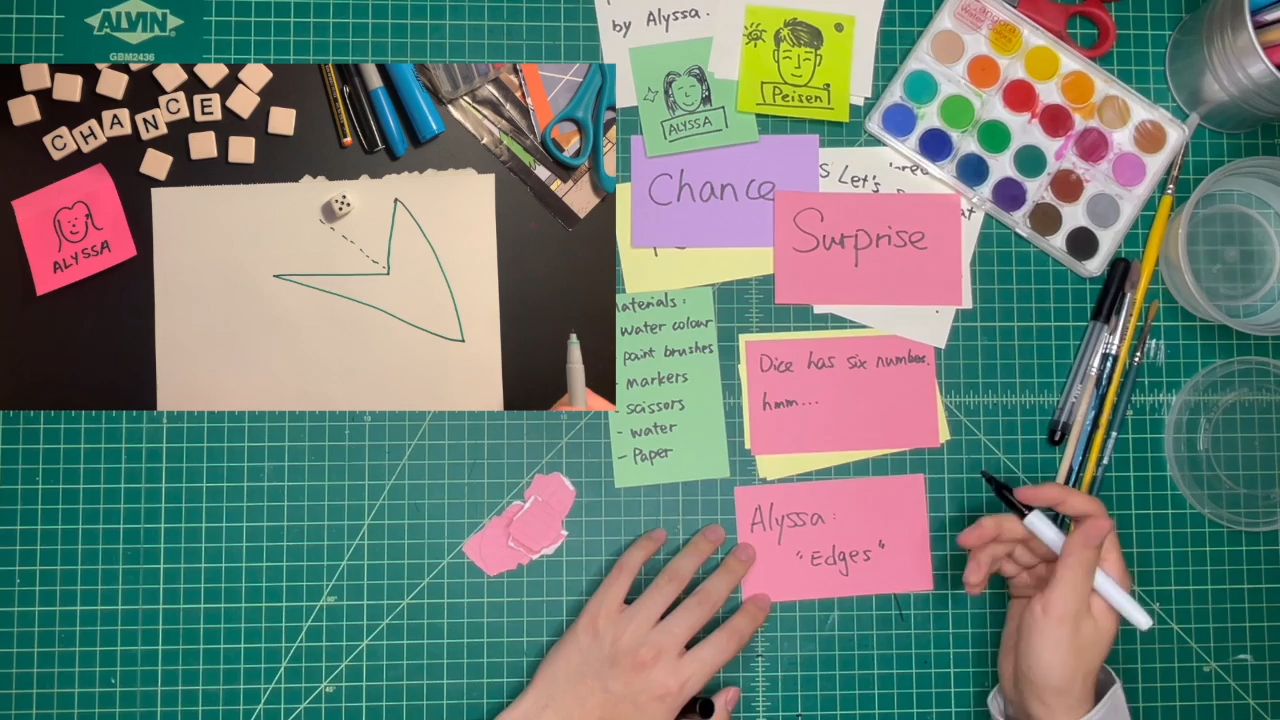 ALVIN
GBM2436
CHANCE
ALYSSA
by Alyssa.
ALYSSA
Peisen
Chance
s Let's
Surprise
aterials:
water colour
paint brushes
- markers
- scissors
- water
- Paper
Dice has six number.
hmm...
Alyssa:
"Edges"